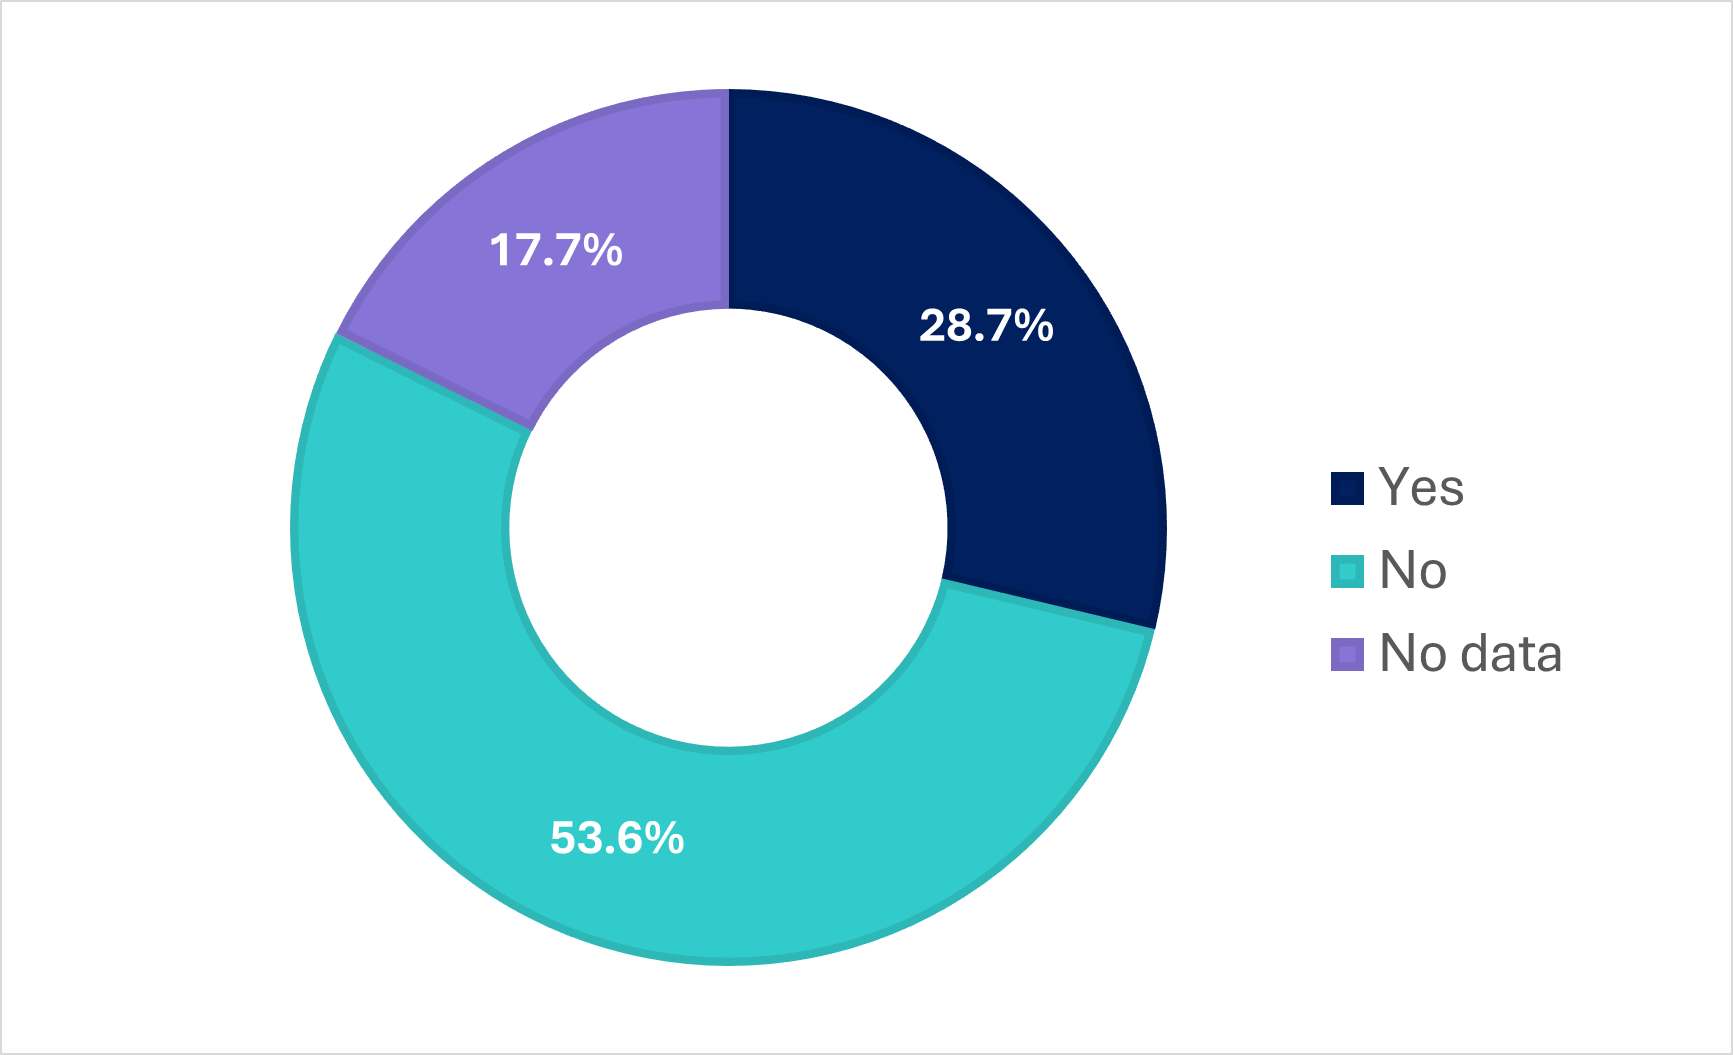 17.7%
28.7%
53.6%
Yes
No
No data